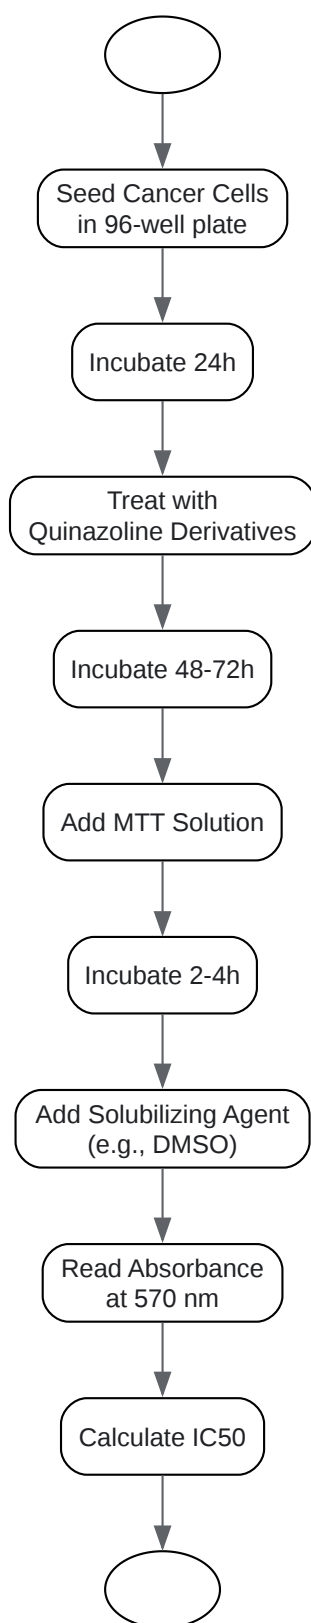 Seed Cancer Cells
in 96-well plate
Incubate 24h
Treat with
Quinazoline Derivatives
Incubate 48-72h
Add MTT Solution
Incubate 2-4h
Add Solubilizing Agent
(e.g., DMSO)
Read Absorbance
at 570 nm
Calculate IC50